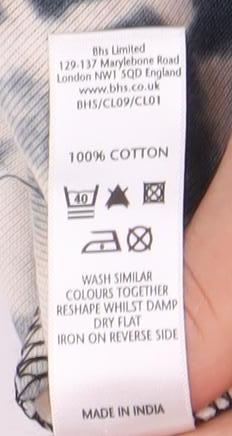 Bhs Limited
129-137 Marylebone Road
London NW1 5QD England
www.bhs.co.uk
BHS/CL09/CL01
100% COTTON
40
WASH SIMILAR
COLOURS TOGETHER
RESHAPE WHILST DAMP
DRY FLAT
IRON ON REVERSE SIDE
MADE IN INDIA